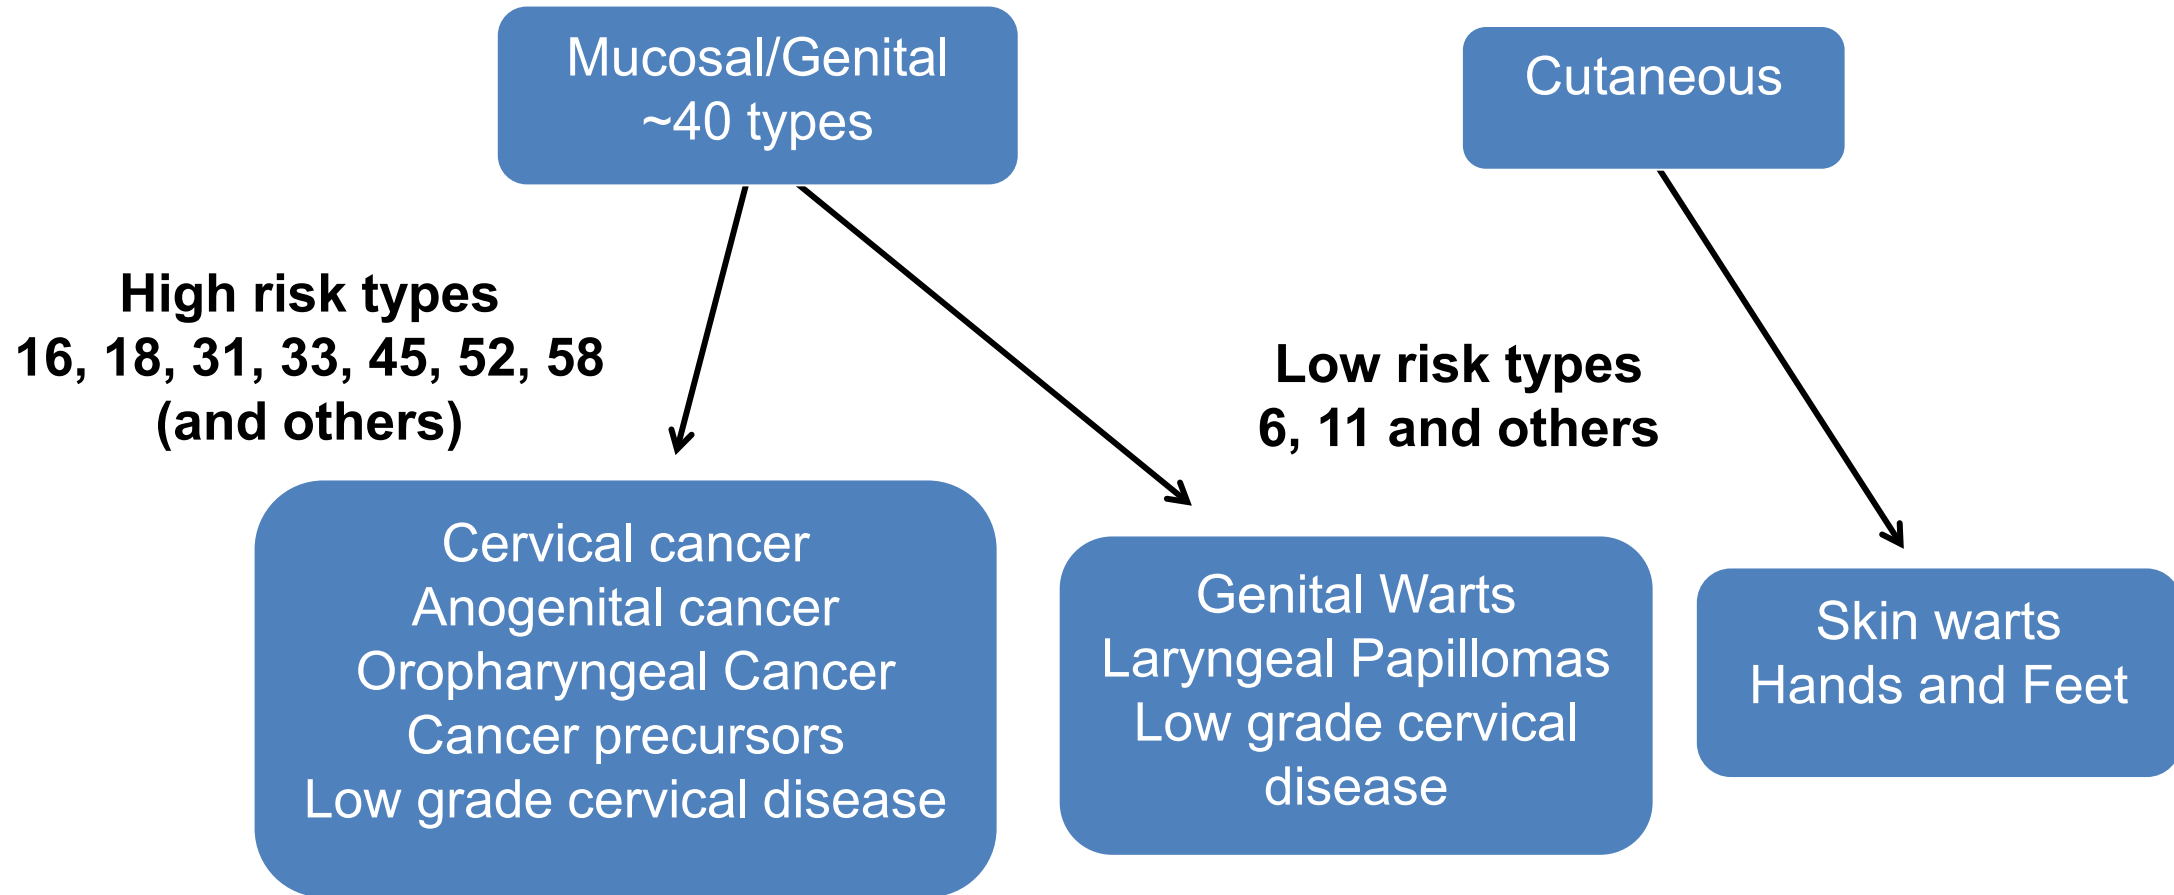 Mucosal/Genital
~40 types
Cutaneous
High risk types
16, 18, 31, 33, 45, 52, 58
(and others)
Low risk types
6, 11 and others
Cervical cancer
Anogenital cancer
Oropharyngeal Cancer
Cancer precursors
Low grade cervical disease
Genital Warts
Laryngeal Papillomas
Low grade cervical
disease
Skin warts
Hands and Feet